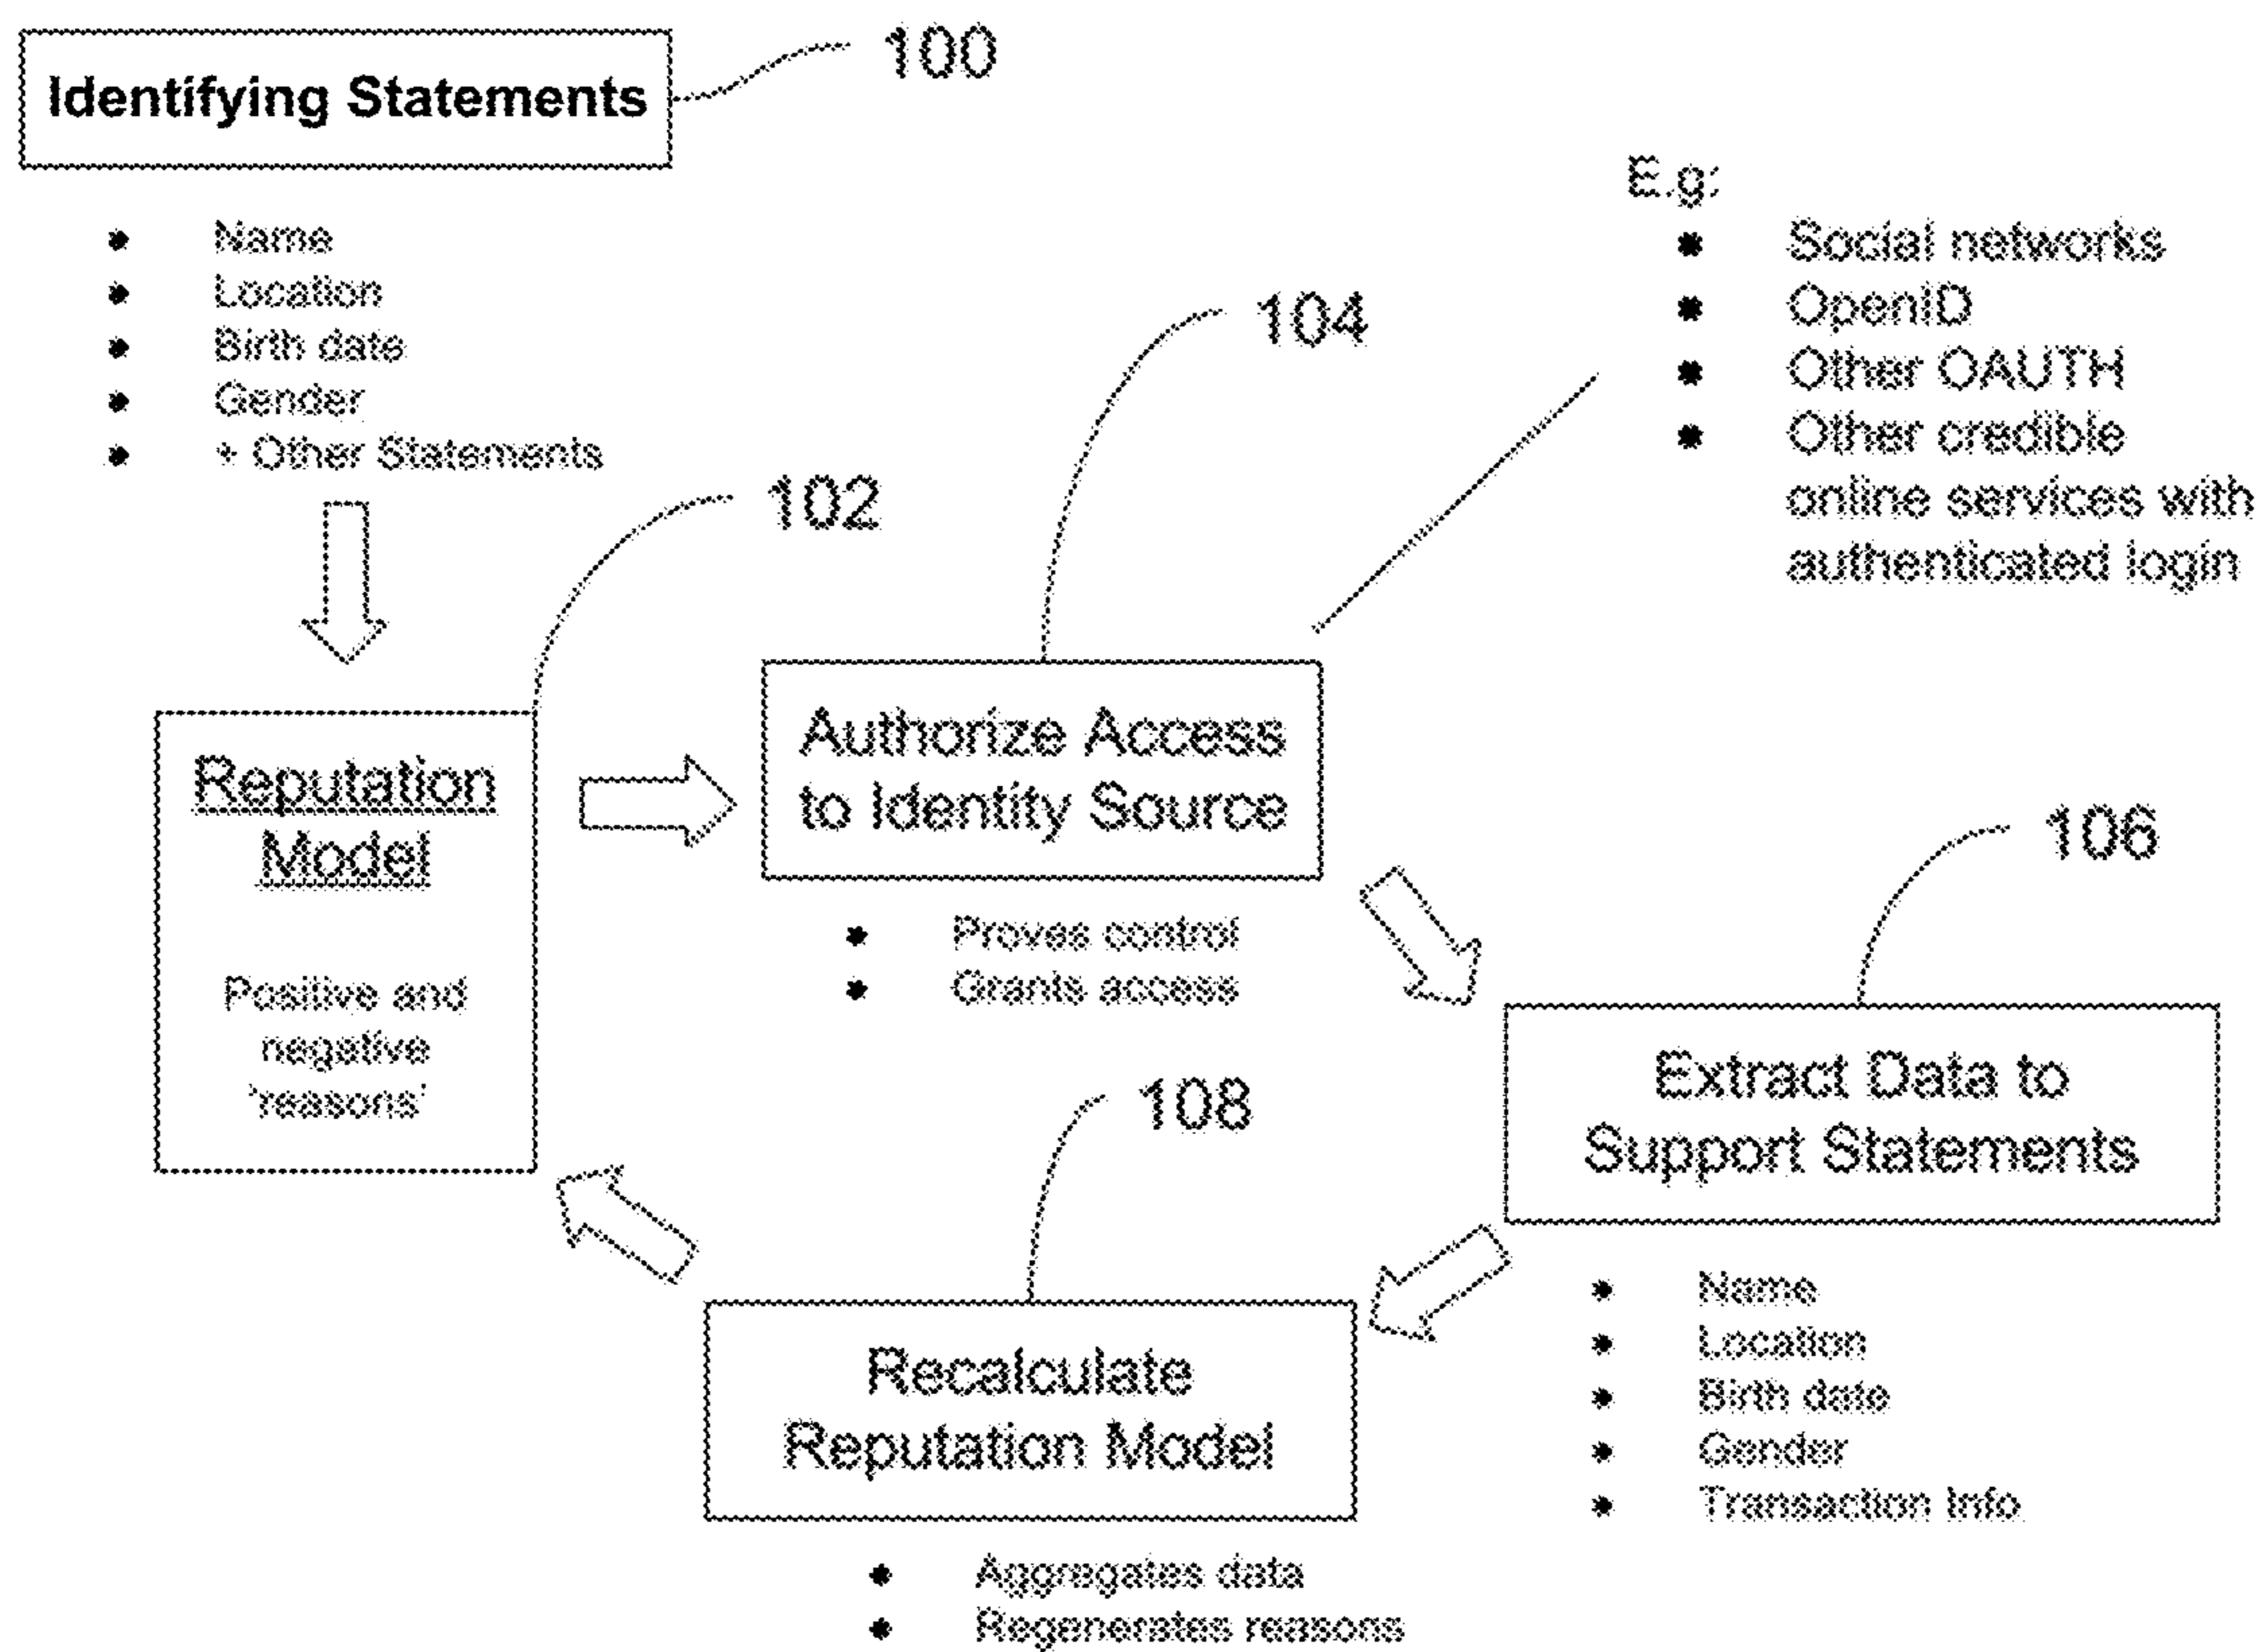 Identifying Statements
100
Name
Location
Birth date
Gender
+ Other Statements
E.g:
Social networks
OpenID
Other OAUTH
Other credible
online services with
authenticated login
104
102
Reputation
Model
Positive and
negative
'reasons'
Authorize Access
to Identity Source
Proves control
Grants access
106
Extract Data to
Support Statements
Name
Location
Birth date
Gender
Transaction Info
108
Recalculate
Reputation Model
Aggregates data
Regenerates reasons